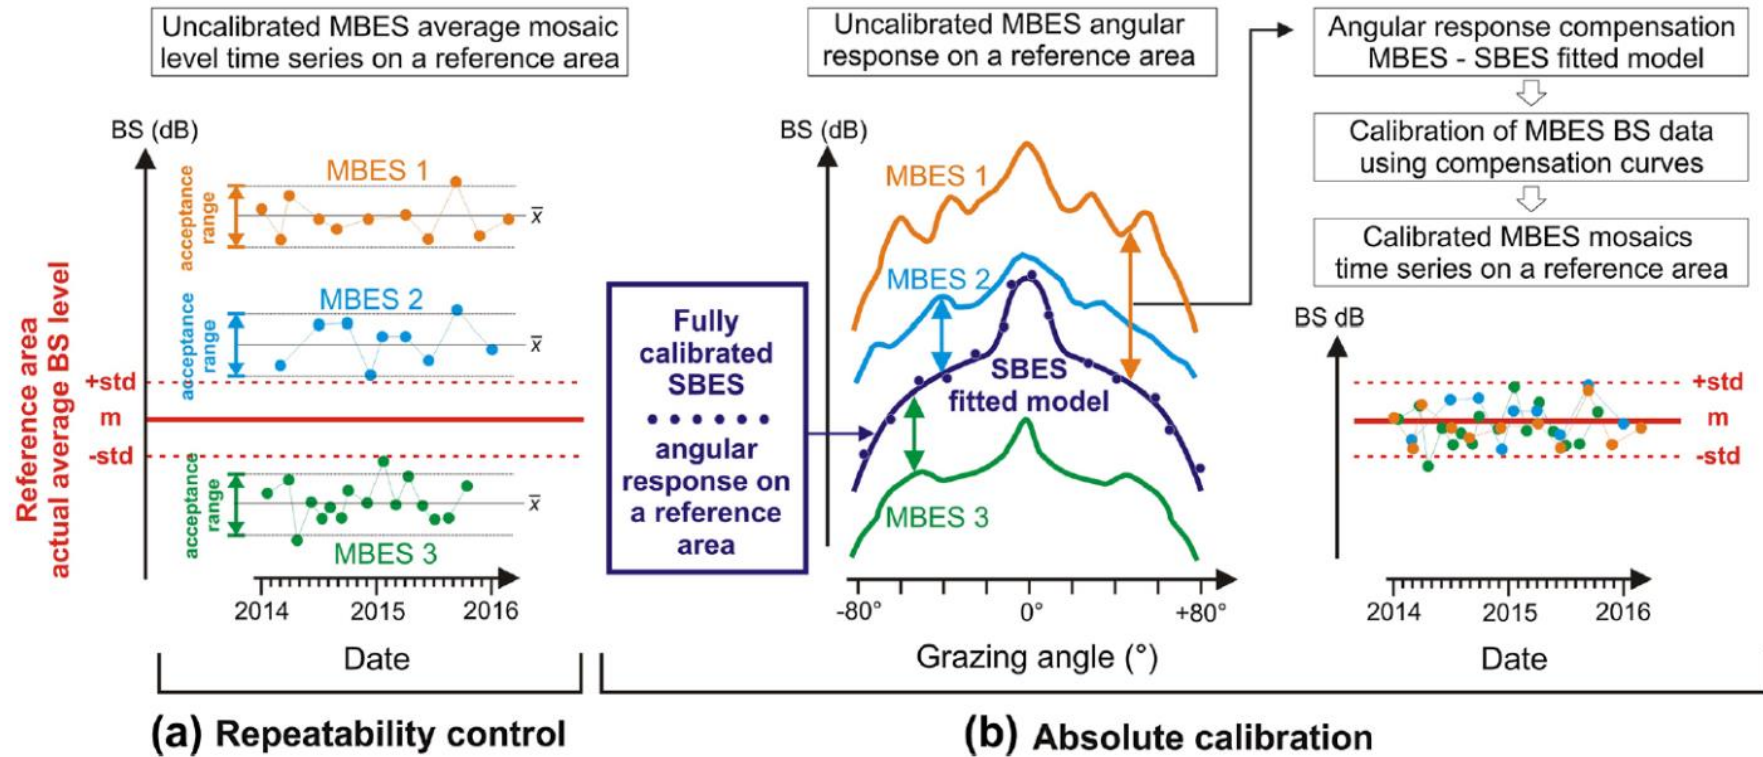 Uncalibrated MBES average mosaic
level time series on a reference area
BS (dB)
Reference area
actual average BS level
acceptance
range
MBES 1
x̅
acceptance
range
MBES 2
x̅
+std
m
-std
acceptance
range
x̅
MBES 3
2014
2015
2016
Date
(a) Repeatability control
Fully
calibrated
SBES
angular
response on
a reference
area
Uncalibrated MBES angular
response on a reference area
BS (dB)
MBES 1
MBES 2
SBES
fitted model
MBES 3
-80°
0°
+80°
Grazing angle (°)
Angular response compensation
MBES - SBES fitted model
Calibration of MBES BS data
using compensation curves
Calibrated MBES mosaics
time series on a reference area
BS dB
+std
m
-std
2014
2015
2016
Date
(b) Absolute calibration